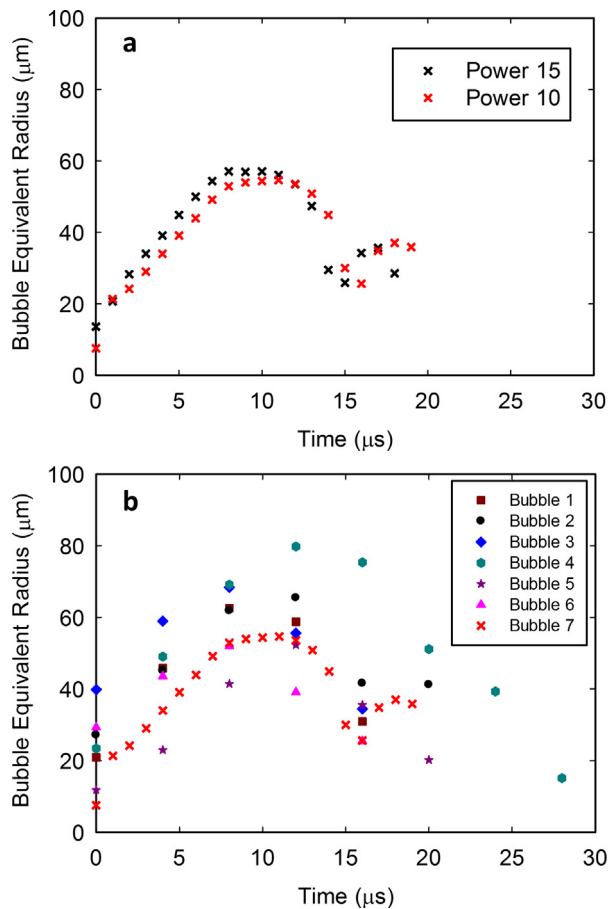 a
100
80
60
40
20
0
Bubble Equivalent Radius (μm)
Power 15
Power 10
0 5 10 15 20 25 30
Time (μs)
b
100
80
60
40
20
0
Bubble Equivalent Radius (μm)
Bubble 1
Bubble 2
Bubble 3
Bubble 4
Bubble 5
Bubble 6
Bubble 7
0 5 10 15 20 25 30
Time (μs)